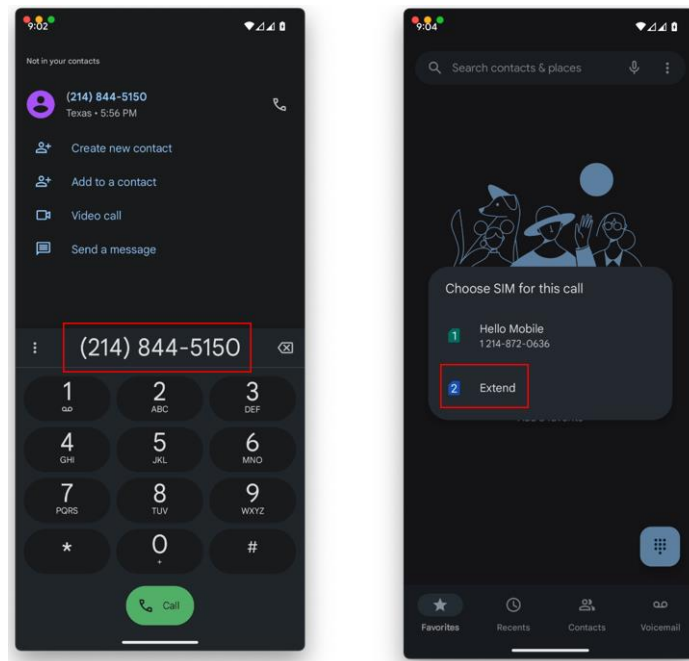 9:02
Not in your contacts
(214) 844-5150
Texas • 5:56 PM
Create new contact
Add to a contact
Video call
Send a message
(214) 844-5150
1
2
ABC
3
DEF
4
GHI
5
JKL
6
MNO
7
PQRS
8
TUV
9
WXYZ
*
0
+
#
Call
9:04
Search contacts & places
Choose SIM for this call
1
Hello Mobile
1 214-872-0636
2
Extend
Favorites
Recents
Contacts
Voicemail